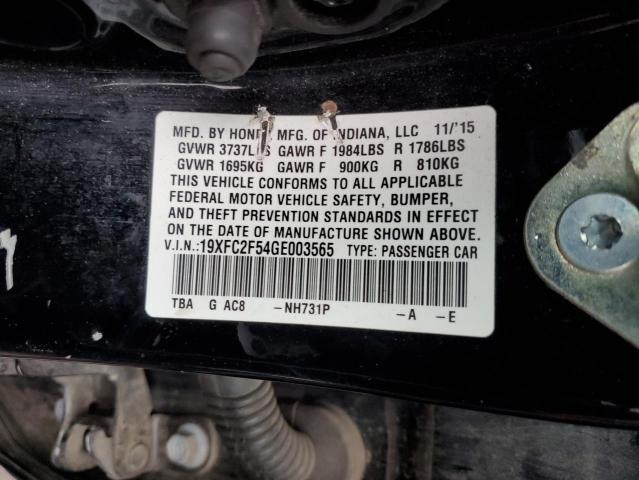 MFD. BY HONDA MFG. OF INDIANA, LLC 11/'15
GVWR 3737LBS GAWR F 1984LBS R 1786LBS
GVWR 1695KG GAWR F 900KG R 810KG
THIS VEHICLE CONFORMS TO ALL APPLICABLE
FEDERAL MOTOR VEHICLE SAFETY, BUMPER,
AND THEFT PREVENTION STANDARDS IN EFFECT
ON THE DATE OF MANUFACTURE SHOWN ABOVE.
V.I.N.:19XFC2F54GE003565 TYPE: PASSENGER CAR
TBA G AC8 -NH731P -A -E